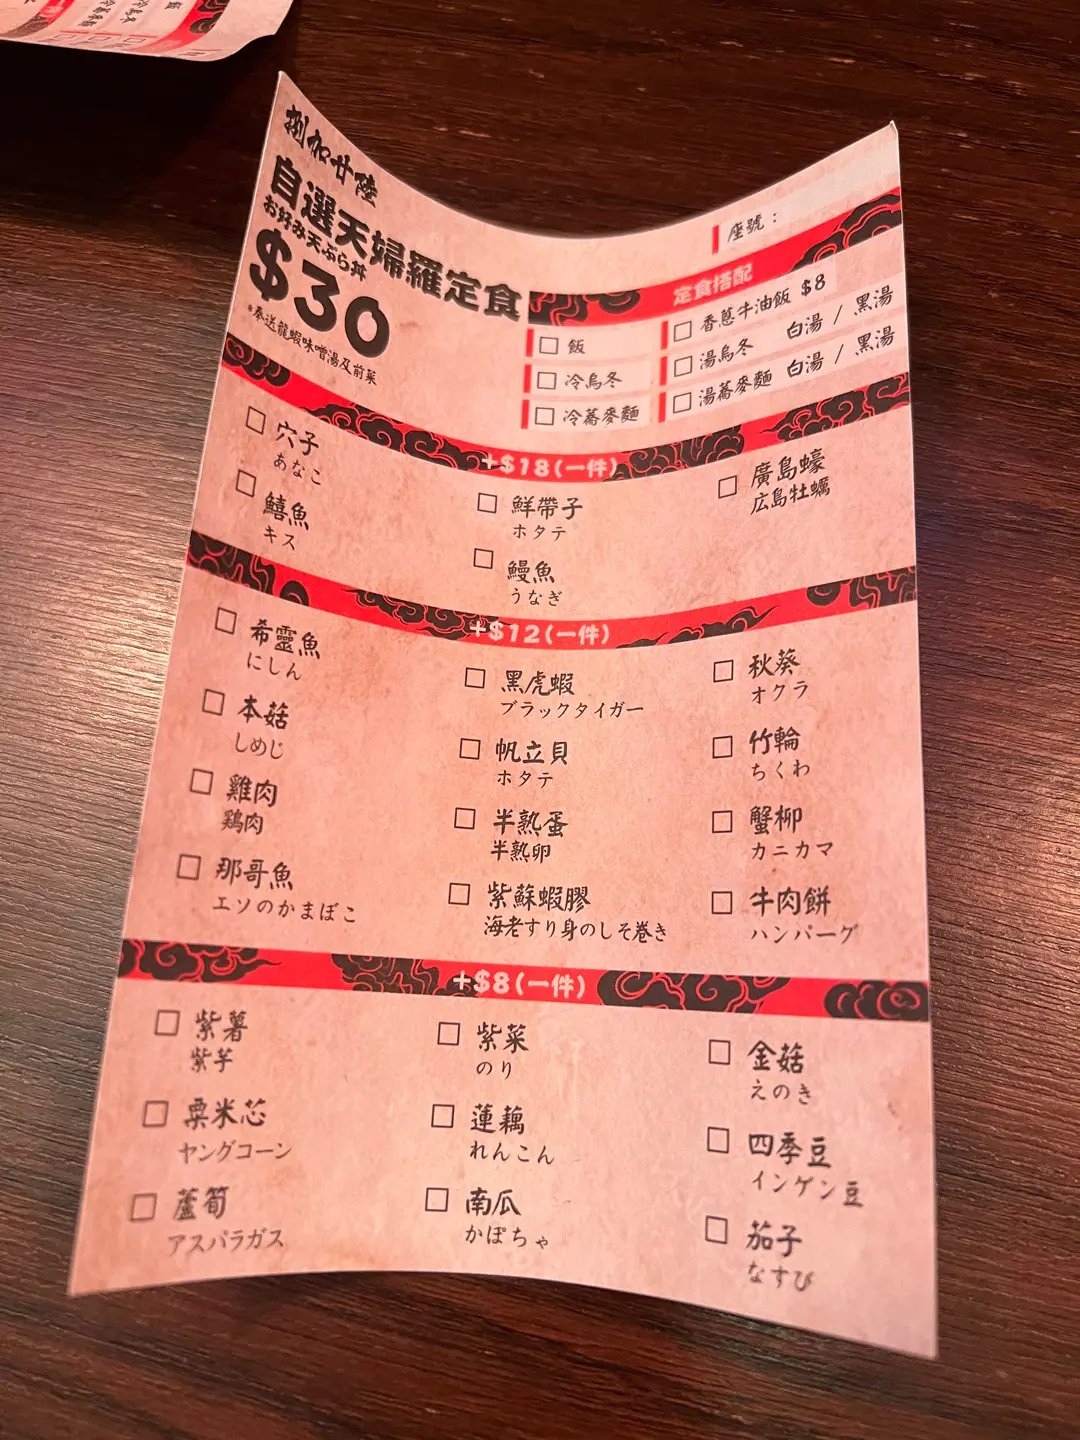 捌加廿陸
自選天婦羅定食
お好み天ぷら丼
$30
*奉送龍蝦味噌湯及前菜
座號：
定食搭配
飯
冷烏冬
冷蕎麥麵
香蔥牛油飯 $8
湯烏冬 白湯 / 黑湯
湯蕎麥麵 白湯 / 黑湯
+$18(一件)
穴子
あなこ
鱚魚
キス
鮮帶子
ホタテ
鰻魚
うなぎ
廣島蠔
広島牡蠣
+$12(一件)
希靈魚
にしん
本菇
しめじ
雞肉
鶏肉
那哥魚
エソのかまぼこ
黑虎蝦
ブラックタイガー
帆立貝
ホタテ
半熟蛋
半熟卵
紫蘇蝦膠
海老すり身のしそ巻き
秋葵
オクラ
竹輪
ちくわ
蟹柳
カニカマ
牛肉餅
ハンバーグ
+$8(一件)
紫薯
紫芋
粟米芯
ヤングコーン
蘆筍
アスパラガス
紫菜
のり
蓮藕
れんこん
南瓜
かぼちゃ
金菇
えのき
四季豆
インゲン豆
茄子
なすび